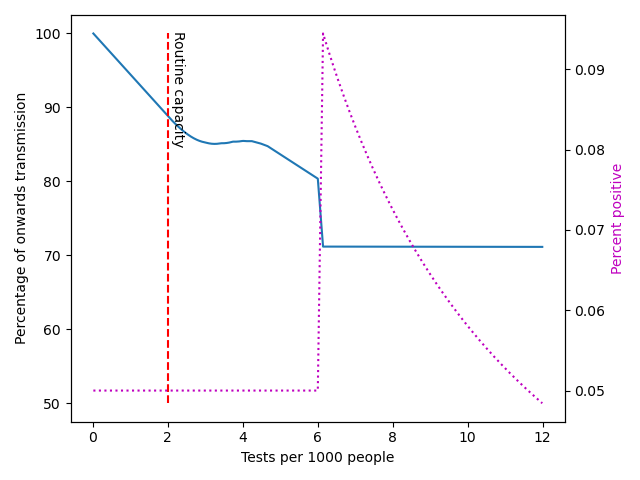 100
90
80
70
60
50
Percentage of onwards transmission
Routine capacity
0.09
0.08
0.07
0.06
0.05
Percent positive
0 2 4 6 8 10 12
Tests per 1000 people